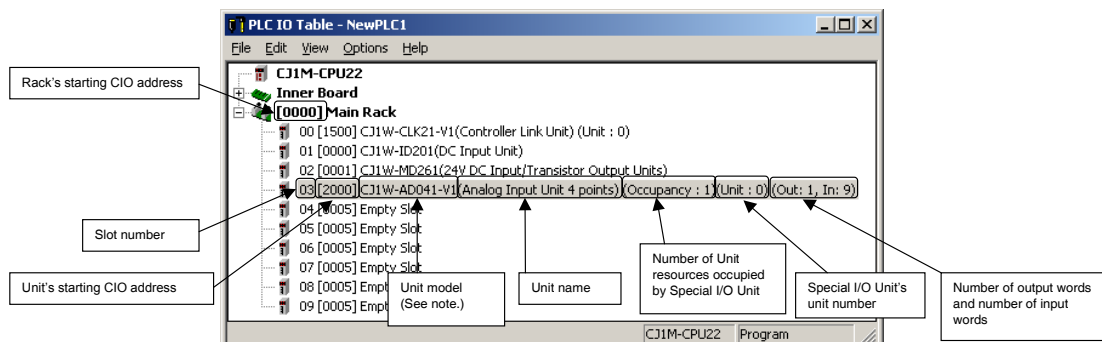 PLC IO Table - NewPLC1
File Edit View Options Help
CJ1M-CPU22
Inner Board
[0000] Main Rack
00 [1500] CJ1W-CLK21-V1(Controller Link Unit) (Unit : 0)
01 [0000] CJ1W-ID201(DC Input Unit)
02 [0001] CJ1W-MD261(24V DC Input/Transistor Output Units)
03 [2000] CJ1W-AD041-V1(Analog Input Unit 4 points) (Occupancy : 1) (Unit : 0) (Out: 1, In: 9)
04 [0005] Empty Slot
05 [0005] Empty Slot
06 [0005] Empty Slot
07 [0005] Empty Slot
08 [0005]
09 [0005]
CJ1M-CPU22 Program
Rack's starting CIO address
Slot number
Unit's starting CIO address
Unit model
(See note.)
Unit name
Number of Unit
resources occupied
by Special I/O Unit
Special I/O Unit's
unit number
Number of output words
and number of input
words